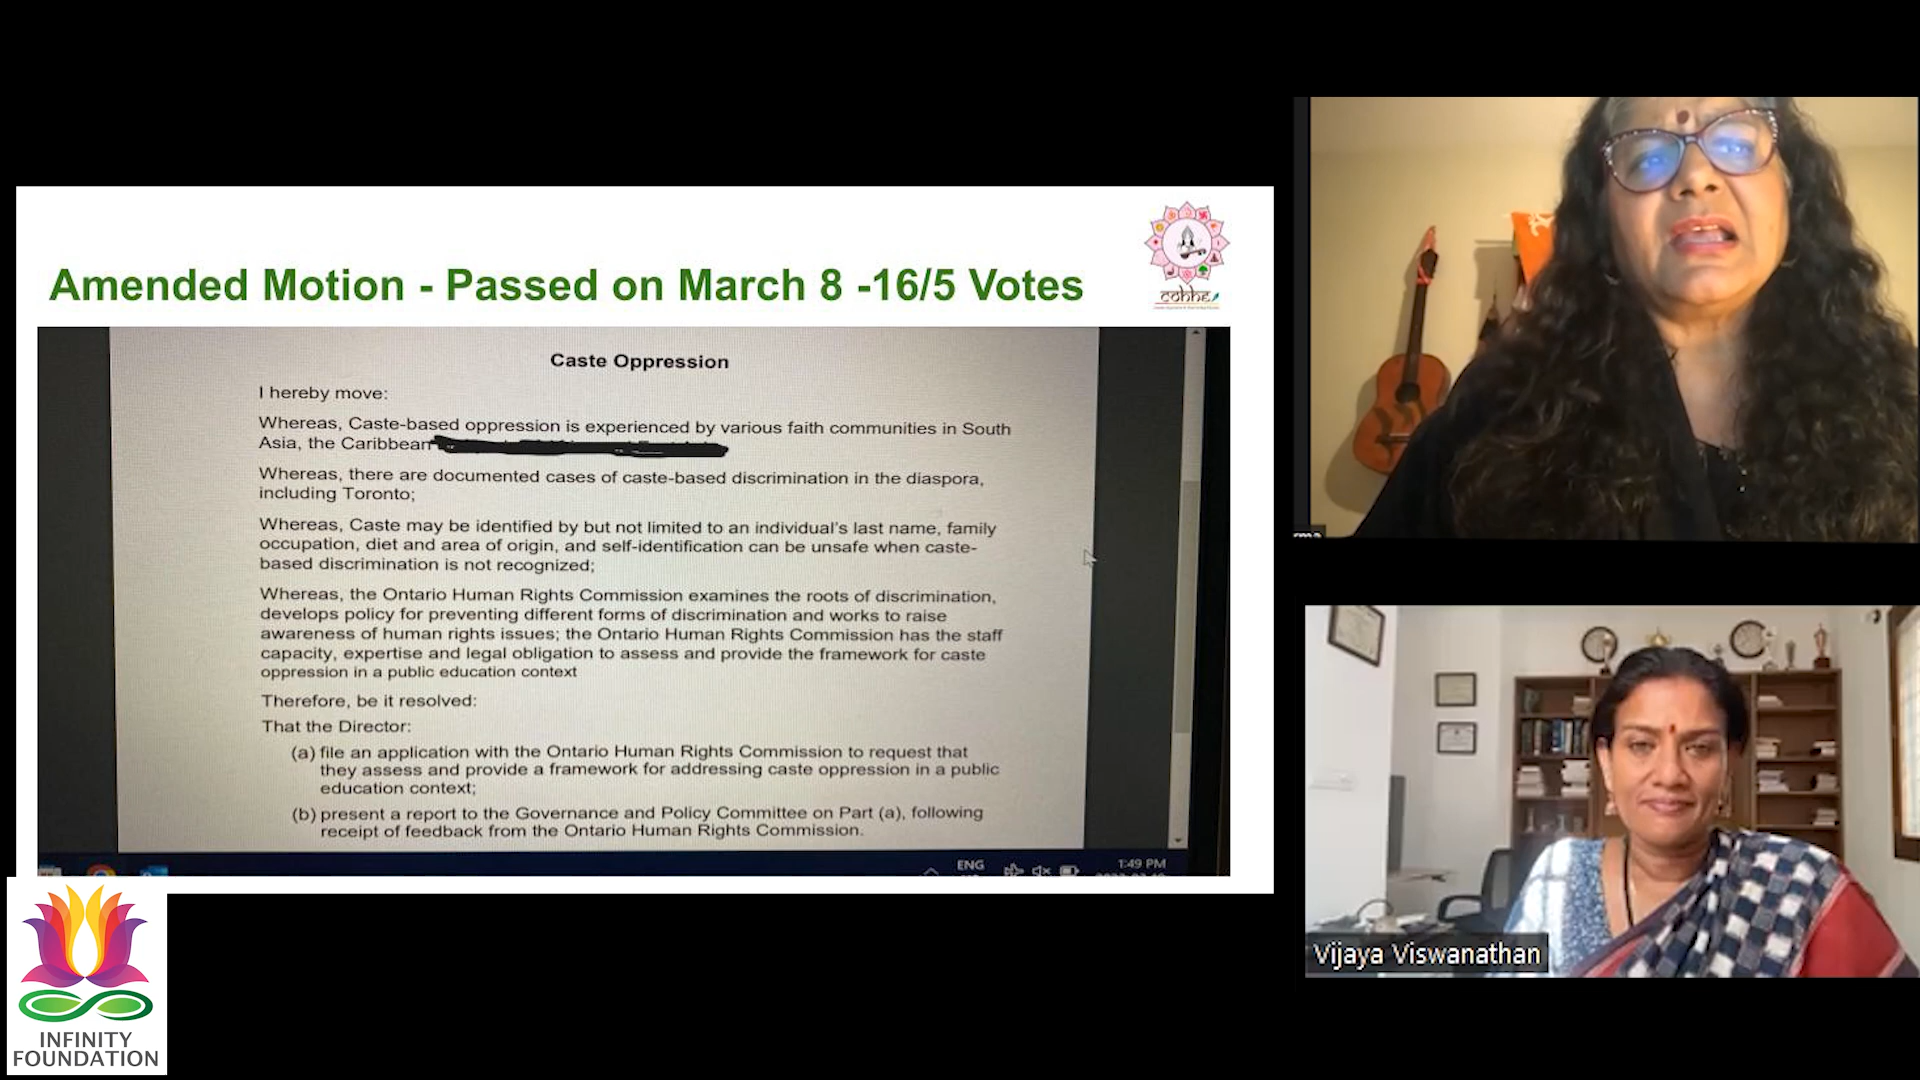 Amended Motion - Passed on March 8 -16/5 Votes
cohhe
Caste Oppression
I hereby move:
Whereas, Caste-based oppression is experienced by various faith communities in South
Asia, the Caribbean
Whereas, there are documented cases of caste-based discrimination in the diaspora,
including Toronto;
Whereas, Caste may be identified by but not limited to an individual's last name, family
occupation, diet and area of origin, and self-identification can be unsafe when caste-
based discrimination is not recognized;
Whereas, the Ontario Human Rights Commission examines the roots of discrimination,
develops policy for preventing different forms of discrimination and works to raise
awareness of human rights issues; the Ontario Human Rights Commission has the staff
capacity, expertise and legal obligation to assess and provide the framework for caste
oppression in a public education context
Therefore, be it resolved:
That the Director:
(a) file an application with the Ontario Human Rights Commission to request that
they assess and provide a framework for addressing caste oppression in a public
education context;
(b) present a report to the Governance and Policy Committee on Part (a), following
receipt of feedback from the Ontario Human Rights Commission.
ENG
1:49 PM
Vijaya Viswanathan
INFINITY
FOUNDATION